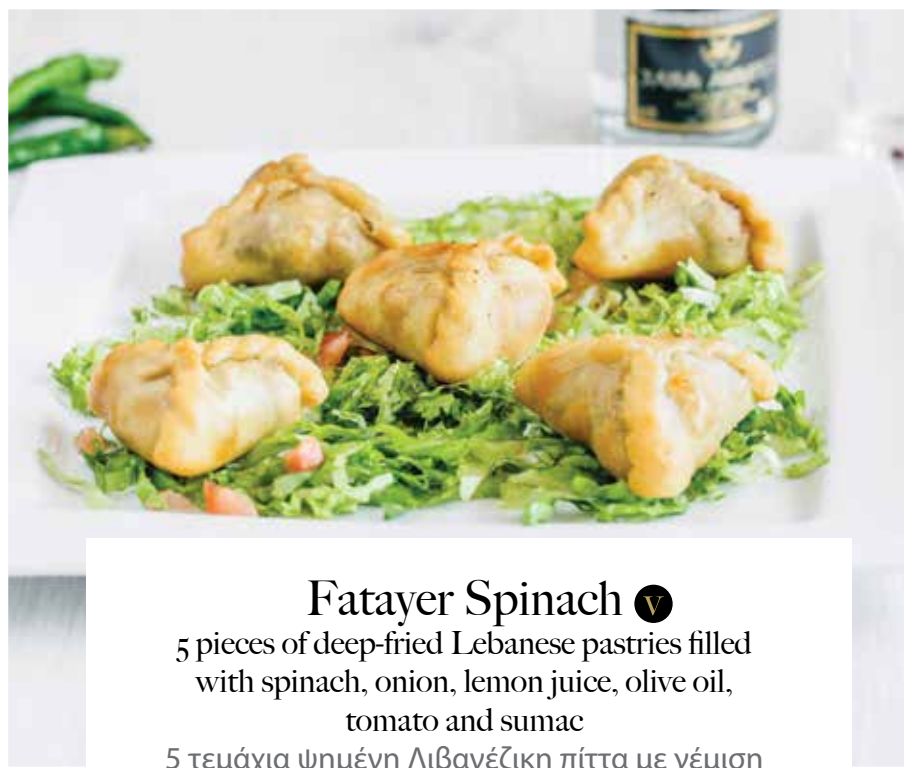 Fatayer Spinach V
5 pieces of deep-fried Lebanese pastries filled
with spinach, onion, lemon juice, olive oil,
tomato and sumac
5 τεμάχια ψημένη Λιβανέζικη πίττα με γέμιση